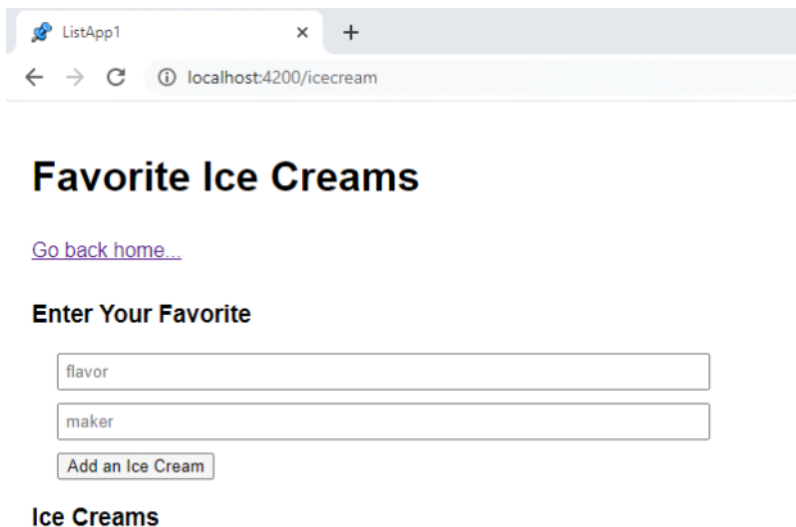 ListApp1
localhost:4200/icecream
Favorite Ice Creams
Go back home...
Enter Your Favorite
flavor
maker
Add an Ice Cream
Ice Creams